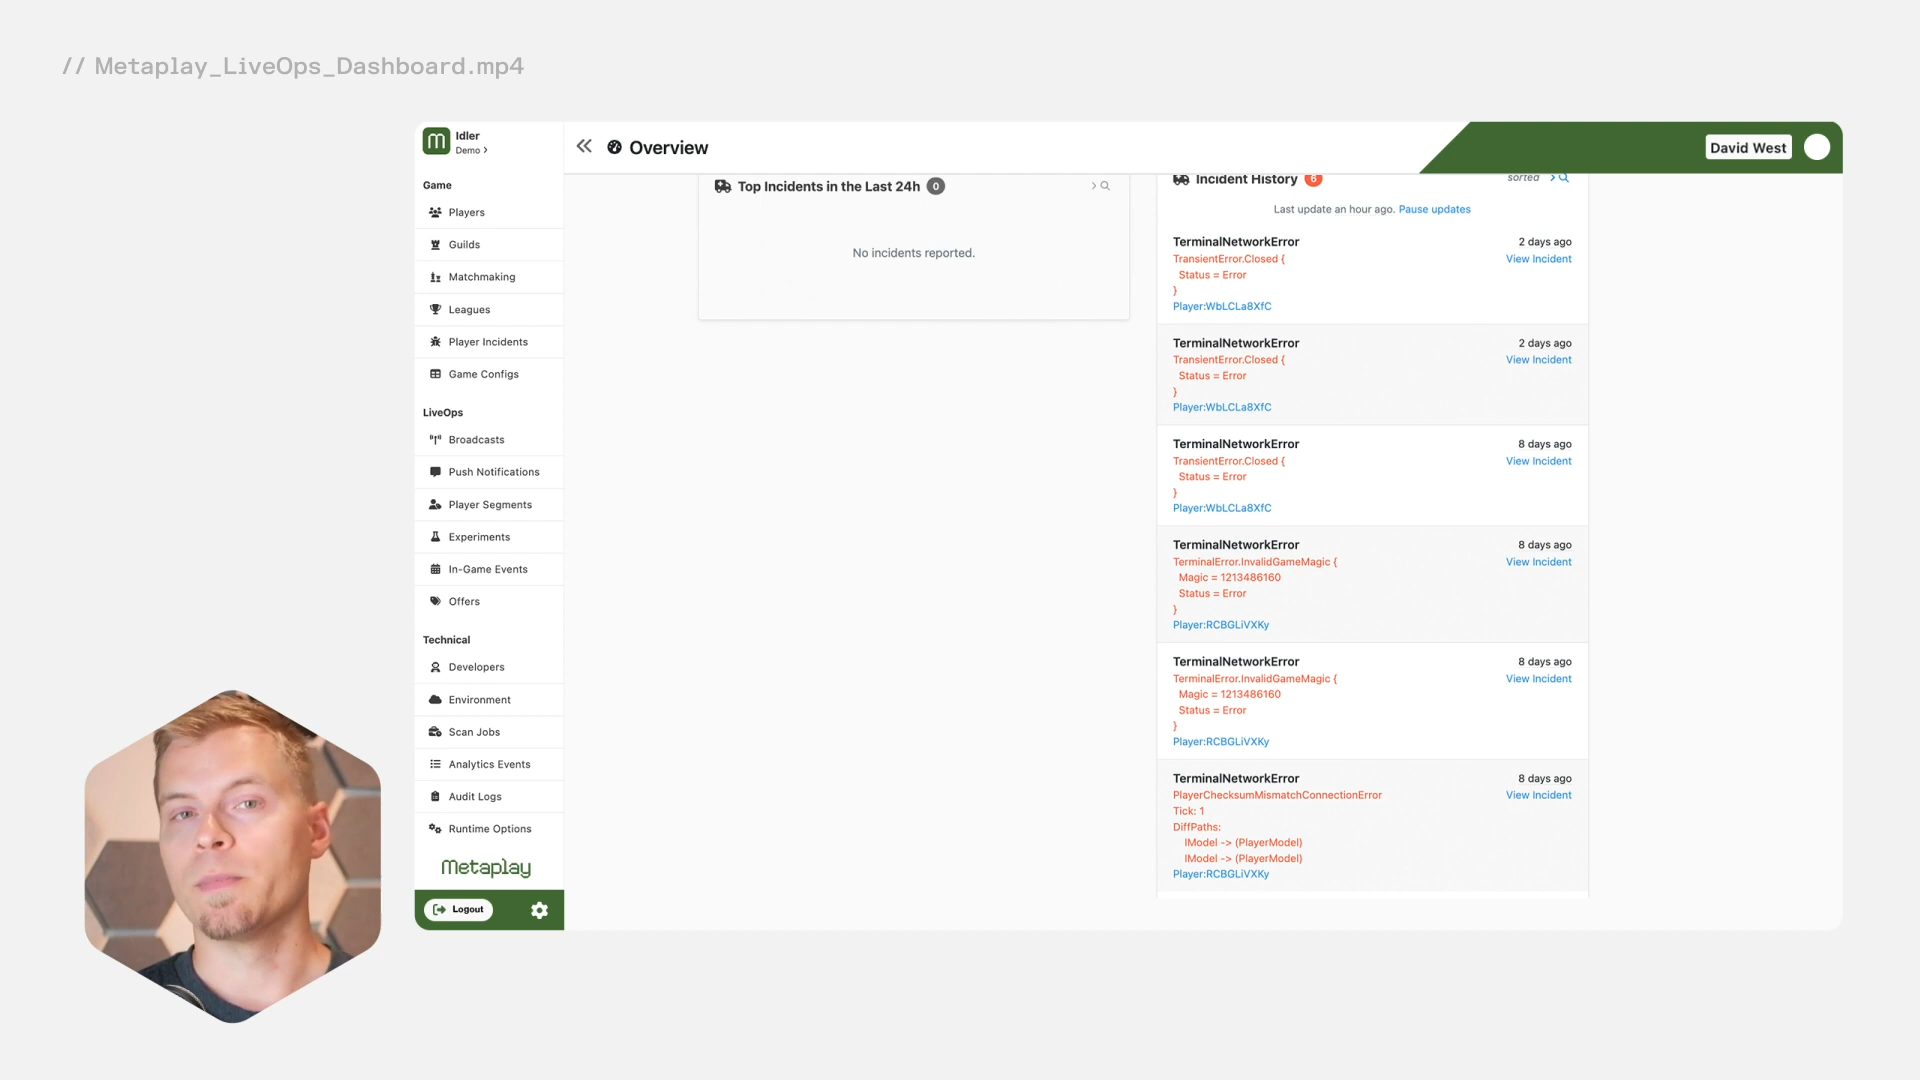 // Metaplay_LiveOps_Dashboard.mp4
Idler
Demo
Overview
David West
Game
Players
Guilds
Matchmaking
Leagues
Player Incidents
Game Configs
LiveOps
Broadcasts
Push Notifications
Player Segments
Experiments
In-Game Events
Offers
Technical
Developers
Environment
Scan Jobs
Analytics Events
Audit Logs
Runtime Options
Metaplay
Logout
Top Incidents in the Last 24h 0
No incidents reported.
Incident History 6 sorted
Last update an hour ago. Pause updates
TerminalNetworkError 2 days ago
TransientError.Closed { View Incident
Status = Error
}
Player:WbLCLa8XfC
TerminalNetworkError 2 days ago
TransientError.Closed { View Incident
Status = Error
}
Player:WbLCLa8XfC
TerminalNetworkError 8 days ago
TransientError.Closed { View Incident
Status = Error
}
Player:WbLCLa8XfC
TerminalNetworkError 8 days ago
TerminalError.InvalidGameMagic { View Incident
Magic = 1213486160
Status = Error
}
Player:RCBGLiVXKy
TerminalNetworkError 8 days ago
TerminalError.InvalidGameMagic { View Incident
Magic = 1213486160
Status = Error
}
Player:RCBGLiVXKy
TerminalNetworkError 8 days ago
PlayerChecksumMismatchConnectionError View Incident
Tick: 1
DiffPaths:
IModel -> (PlayerModel)
IModel -> (PlayerModel)
Player:RCBGLiVXKy